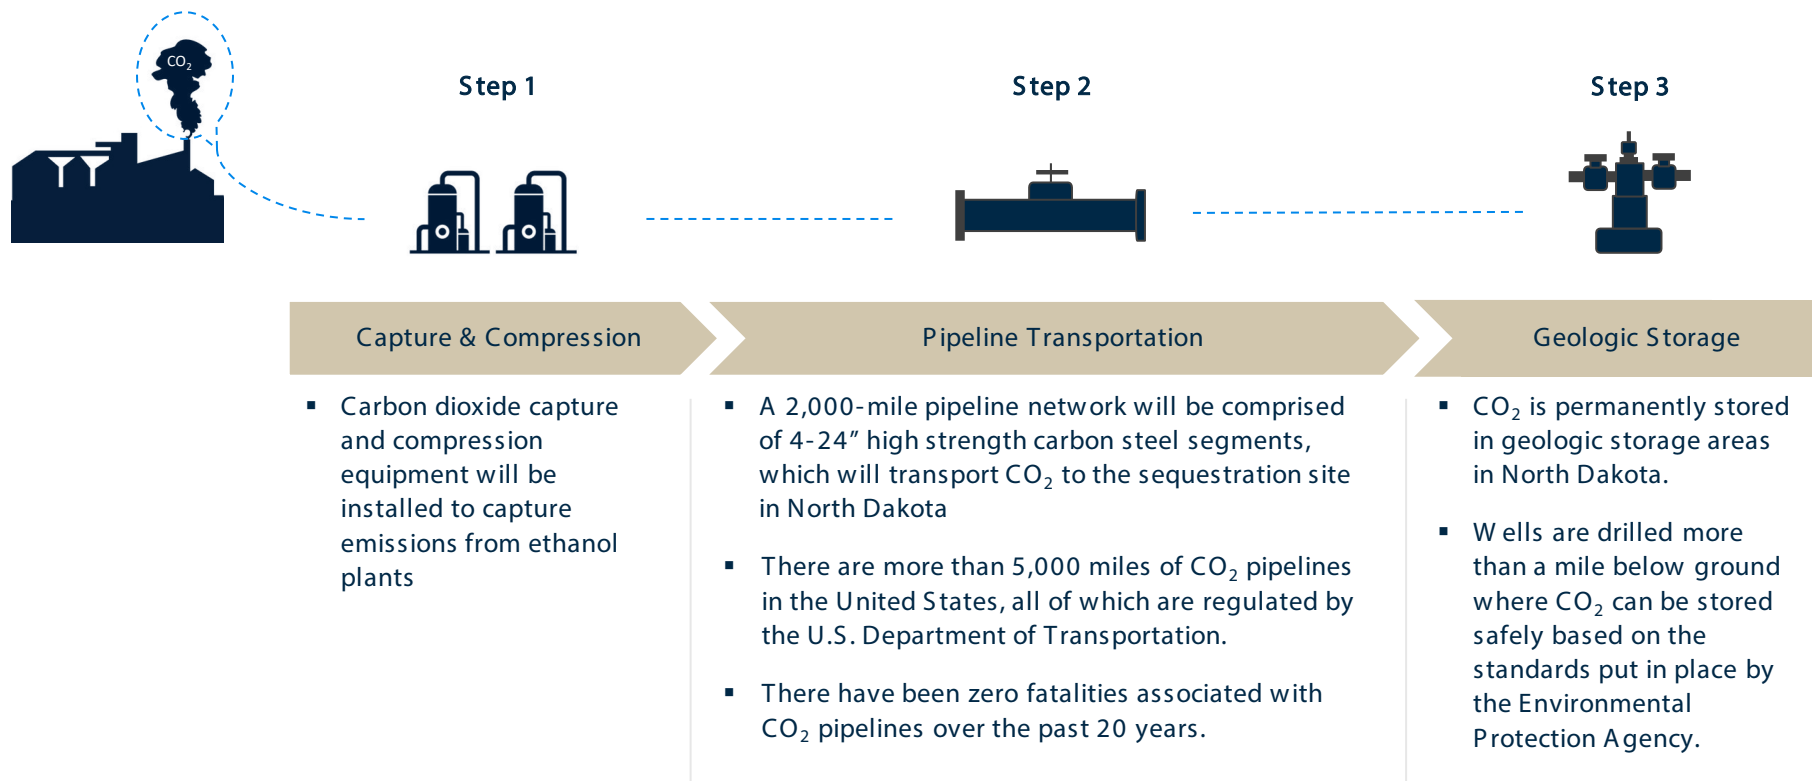 CO₂
Step 1
Step 2
Step 3
Capture & Compression
Pipeline Transportation
Geologic Storage
▪ Carbon dioxide capture
and compression
equipment will be
installed to capture
emissions from ethanol
plants
▪ A 2,000-mile pipeline network will be comprised
of 4-24” high strength carbon steel segments,
which will transport CO₂ to the sequestration site
in North Dakota
▪ There are more than 5,000 miles of CO₂ pipelines
in the United States, all of which are regulated by
the U.S. Department of Transportation.
▪ There have been zero fatalities associated with
CO₂ pipelines over the past 20 years.
▪ CO₂ is permanently stored
in geologic storage areas
in North Dakota.
▪ Wells are drilled more
than a mile below ground
where CO₂ can be stored
safely based on the
standards put in place by
the Environmental
Protection Agency.